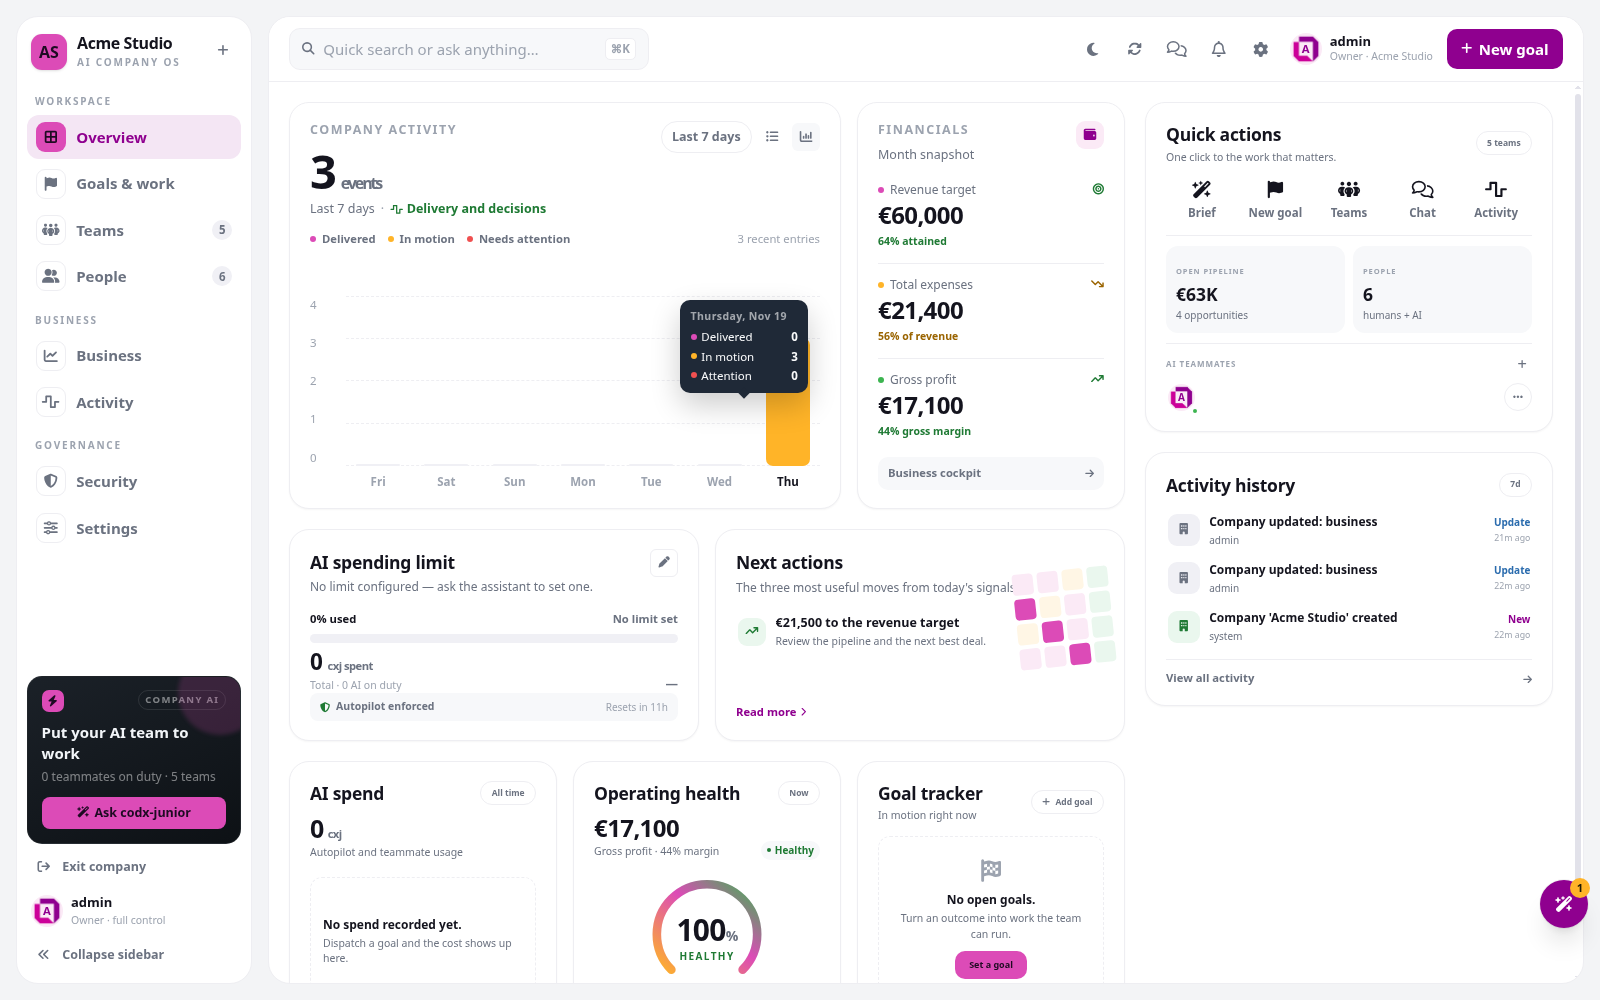 AS
Acme Studio
AI COMPANY OS
WORKSPACE
Overview
Goals & work
Teams 5
People 6
BUSINESS
Business
Activity
GOVERNANCE
Security
Settings
COMPANY AI
Put your AI team to
work
0 teammates on duty · 5 teams
Ask codx-junior
Exit company
A
admin
Owner · full control
Collapse sidebar
Quick search or ask anything... ⌘K
A
admin
Owner · Acme Studio
New goal
COMPANY ACTIVITY
Last 7 days
3 events
Last 7 days · Delivery and decisions
Delivered In motion Needs attention 3 recent entries
4
3
2
1
0
Thursday, Nov 19
Delivered 0
In motion 3
Attention 0
Fri Sat Sun Mon Tue Wed Thu
FINANCIALS
Month snapshot
Revenue target
€60,000
64% attained
Total expenses
€21,400
56% of revenue
Gross profit
€17,100
44% gross margin
Business cockpit
Quick actions
One click to the work that matters.
5 teams
Brief New goal Teams Chat Activity
OPEN PIPELINE
€63K
4 opportunities
PEOPLE
6
humans + AI
AI TEAMMATES
A
Activity history 7d
Company updated: business Update
admin 21m ago
Company updated: business Update
admin 22m ago
Company 'Acme Studio' created New
system 22m ago
View all activity
AI spending limit
No limit configured — ask the assistant to set one.
0% used No limit set
0 cxj spent
Total · 0 AI on duty —
Autopilot enforced Resets in 11h
Next actions
The three most useful moves from today's signals
€21,500 to the revenue target
Review the pipeline and the next best deal.
Read more
AI spend All time
0 cxj
Autopilot and teammate usage
No spend recorded yet.
Dispatch a goal and the cost shows up
here.
Operating health Now
€17,100
Gross profit · 44% margin Healthy
100%
HEALTHY
Goal tracker
In motion right now
Add goal
No open goals.
Turn an outcome into work the team
can run.
Set a goal
1